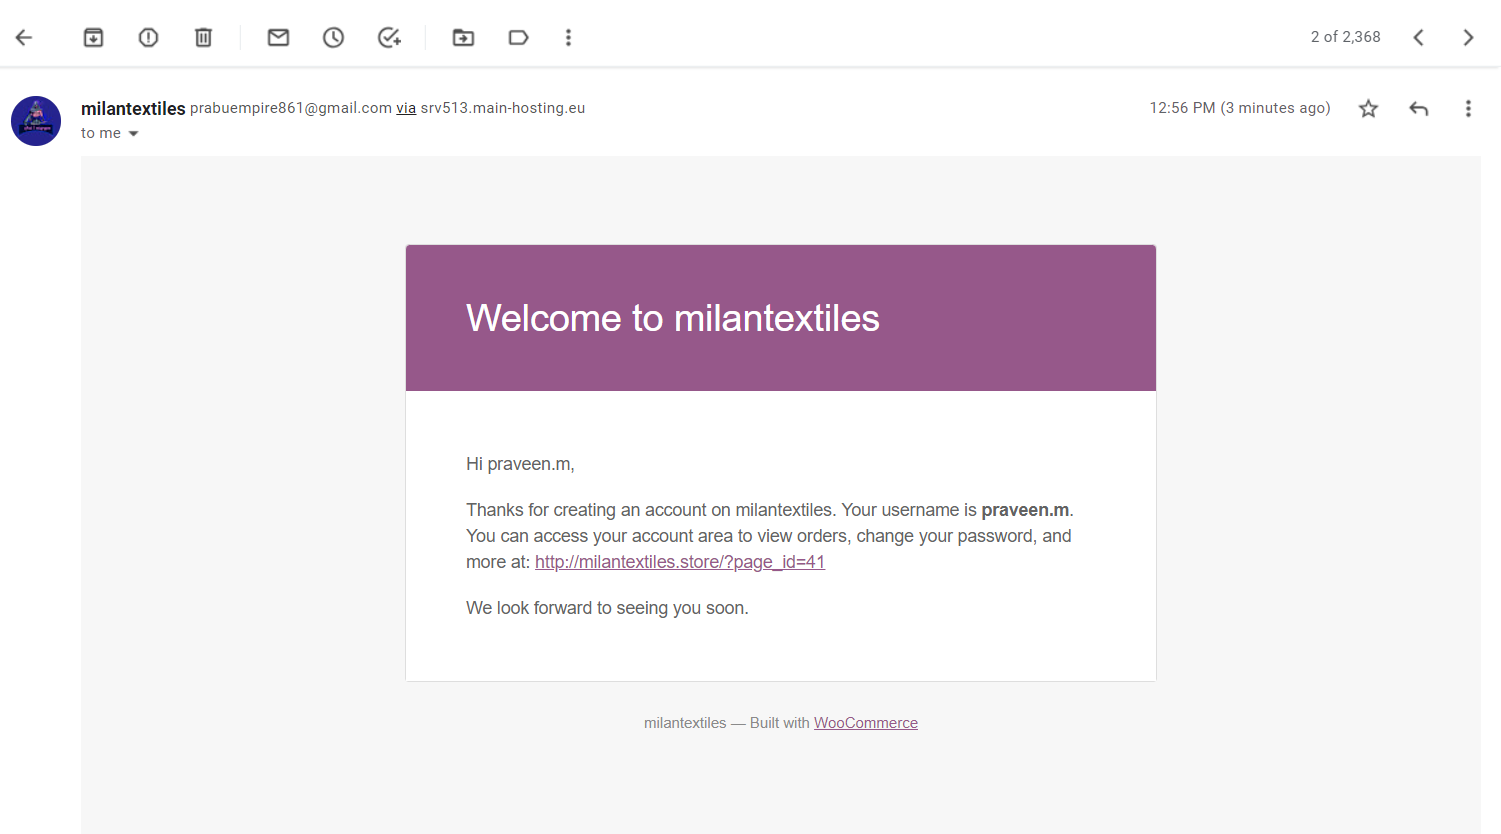 2 of 2,368
milantextiles prabuempire861@gmail.com via srv513.main-hosting.eu
12:56 PM (3 minutes ago)
to me
Welcome to milantextiles
Hi praveen.m,
Thanks for creating an account on milantextiles. Your username is praveen.m.
You can access your account area to view orders, change your password, and
more at: http://milantextiles.store/?page_id=41
We look forward to seeing you soon.
milantextiles — Built with WooCommerce